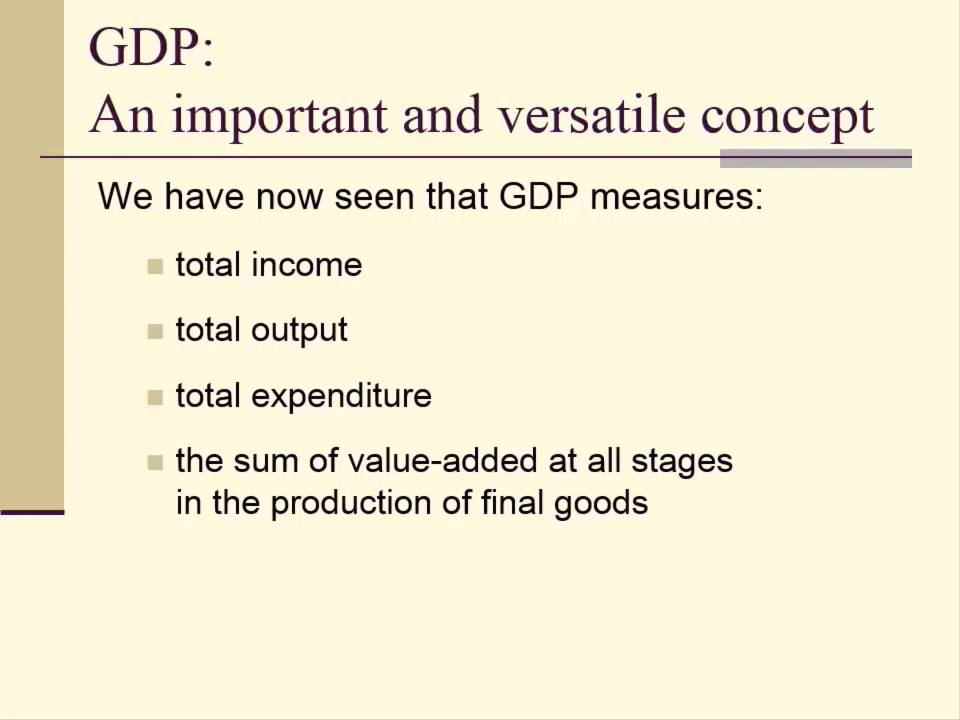 GDP:
An important and versatile concept
We have now seen that GDP measures:
total income
total output
total expenditure
the sum of value-added at all stages
in the production of final goods